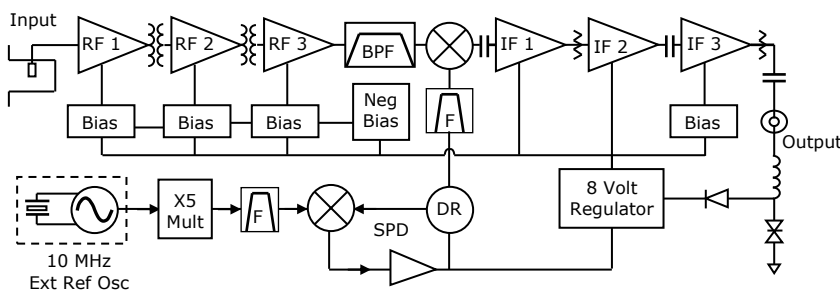 Input
RF 1
RF 2
RF 3
BPF
IF 1
IF 2
IF 3
Neg
Bias
F
Bias
Bias
Bias
Bias
Output
X5
Mult
F
SPD
DR
8 Volt
Regulator
10 MHz
Ext Ref Osc